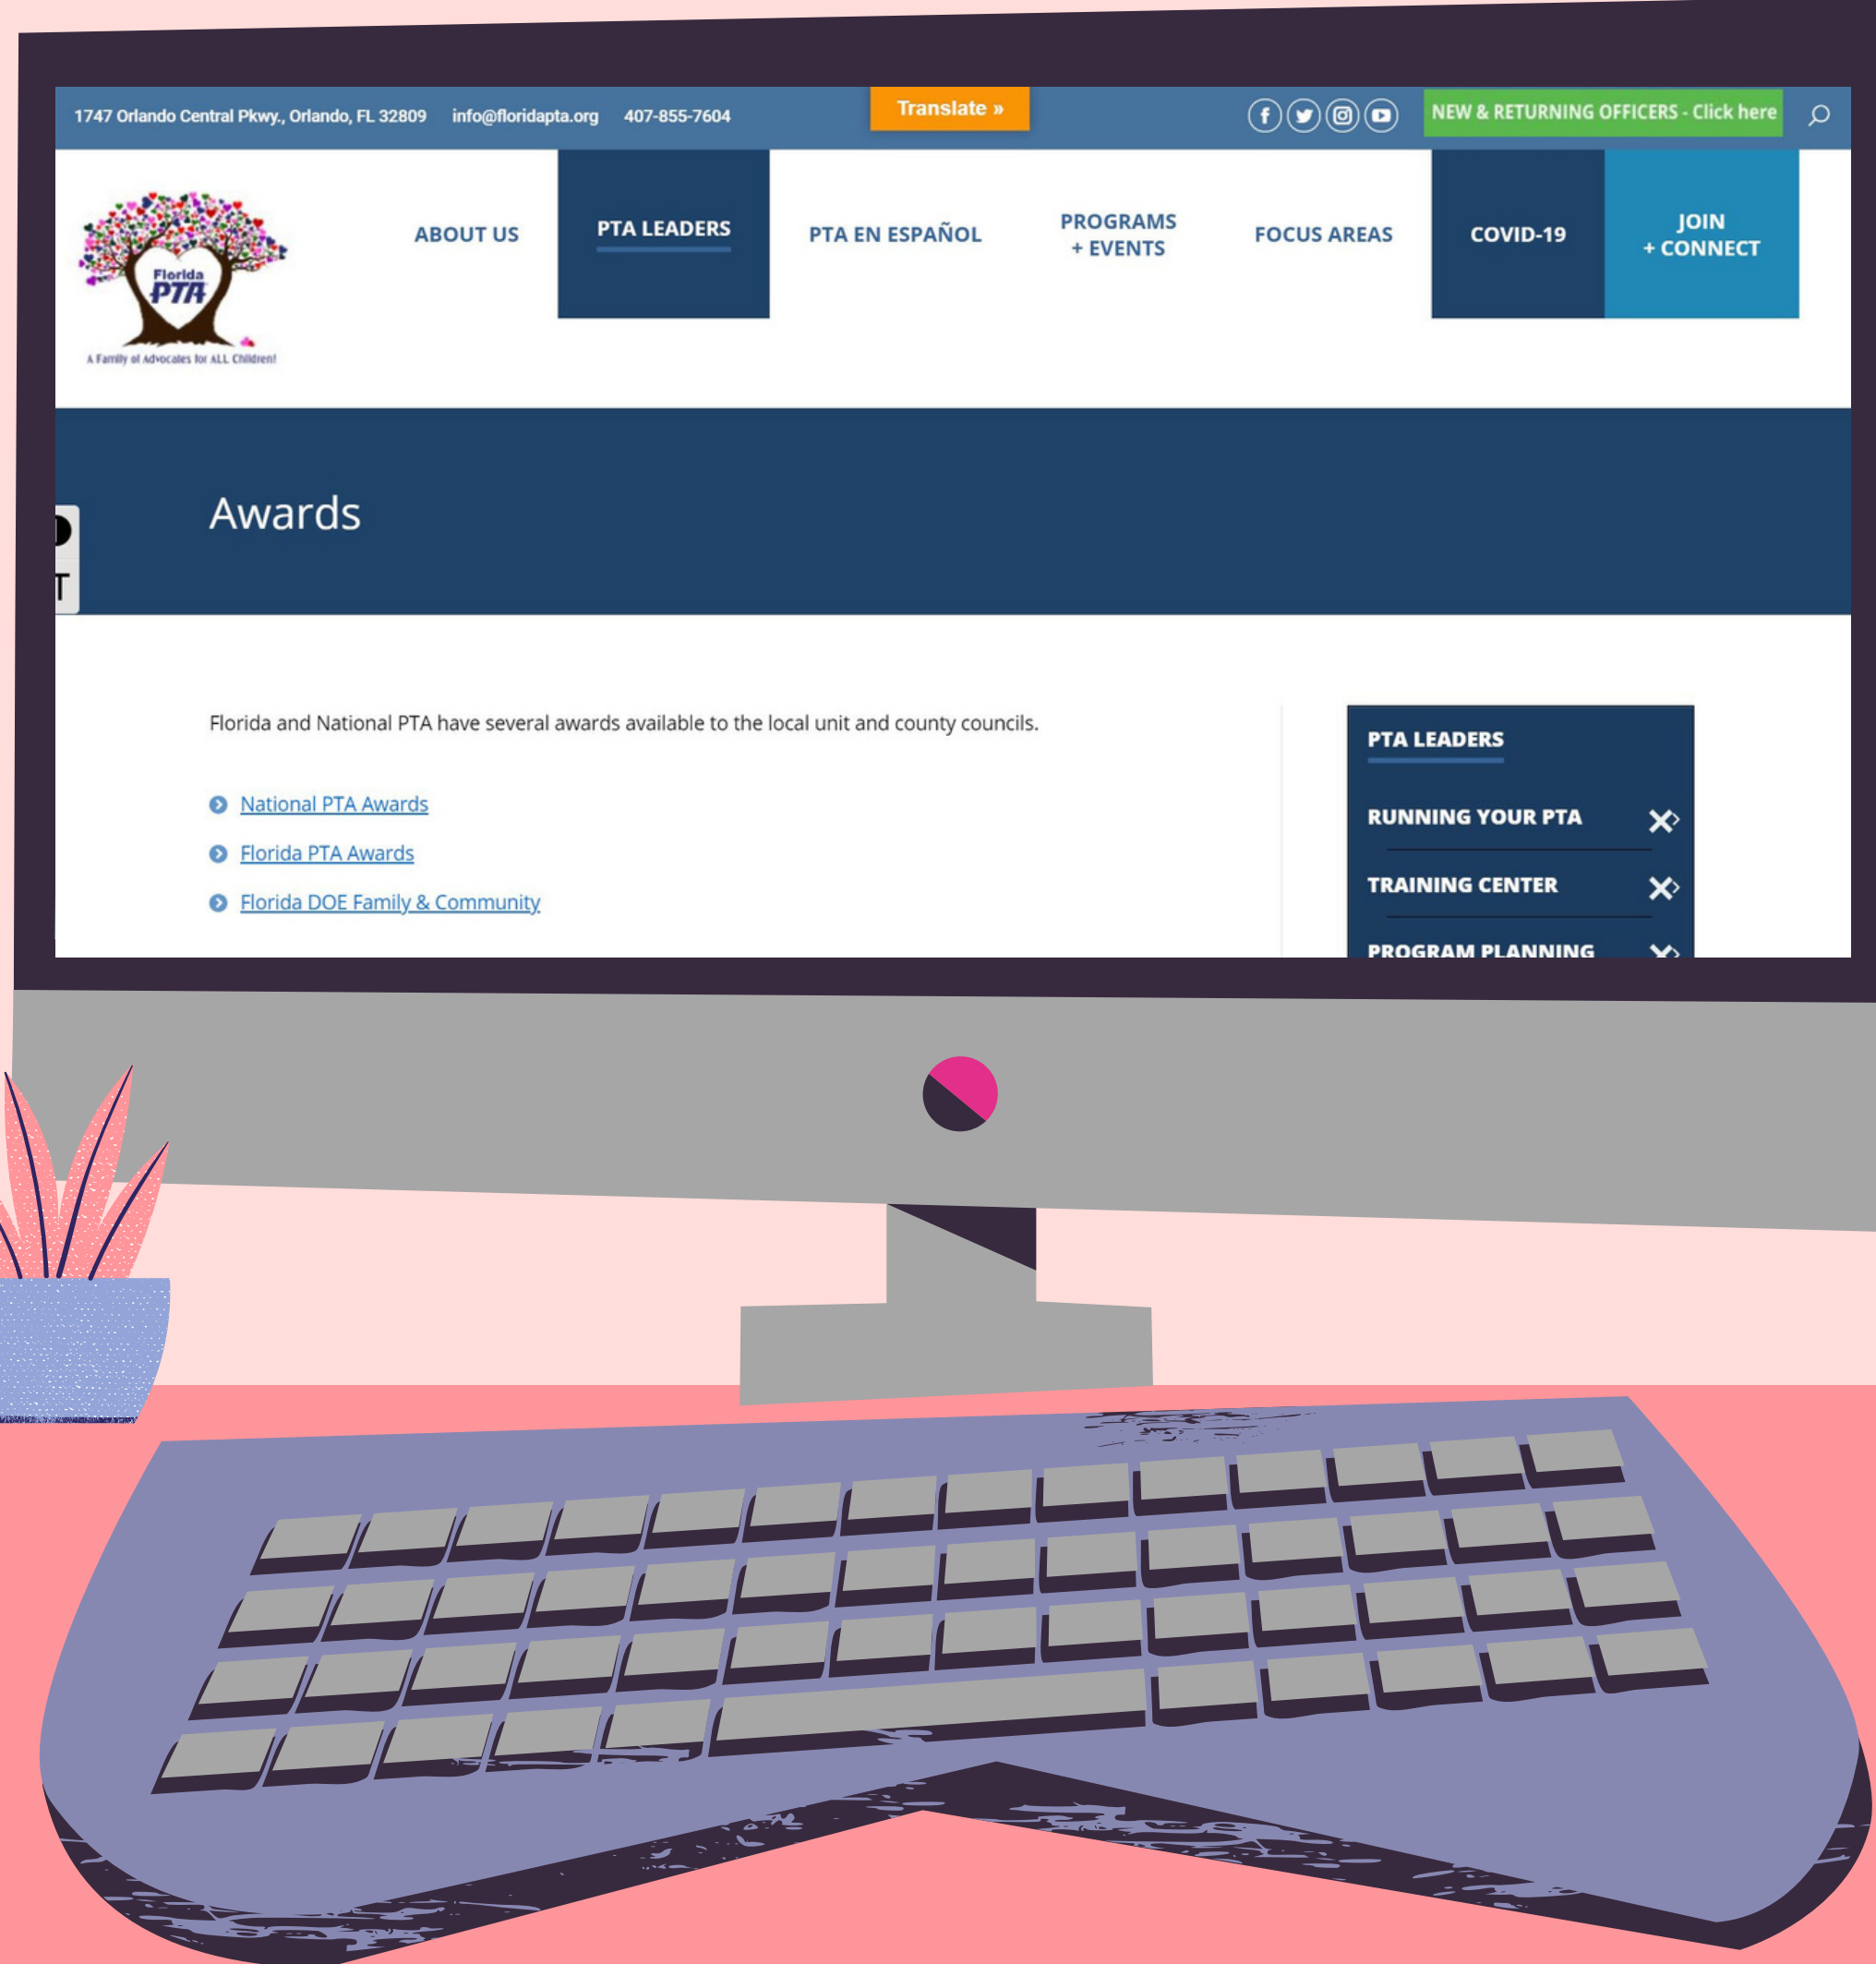 1747 Orlando Central Pkwy., Orlando, FL 32809 info@floridapta.org 407-855-7604 Translate » NEW & RETURNING OFFICERS - Click here
Florida
PTA
A Family of Advocates for ALL Children!
ABOUT US
PTA LEADERS
PTA EN ESPAÑOL
PROGRAMS
+ EVENTS
FOCUS AREAS
COVID-19
JOIN
+ CONNECT
Awards
T
Florida and National PTA have several awards available to the local unit and county councils.
National PTA Awards
Florida PTA Awards
Florida DOE Family & Community
PTA LEADERS
RUNNING YOUR PTA
TRAINING CENTER
PROGRAM PLANNING